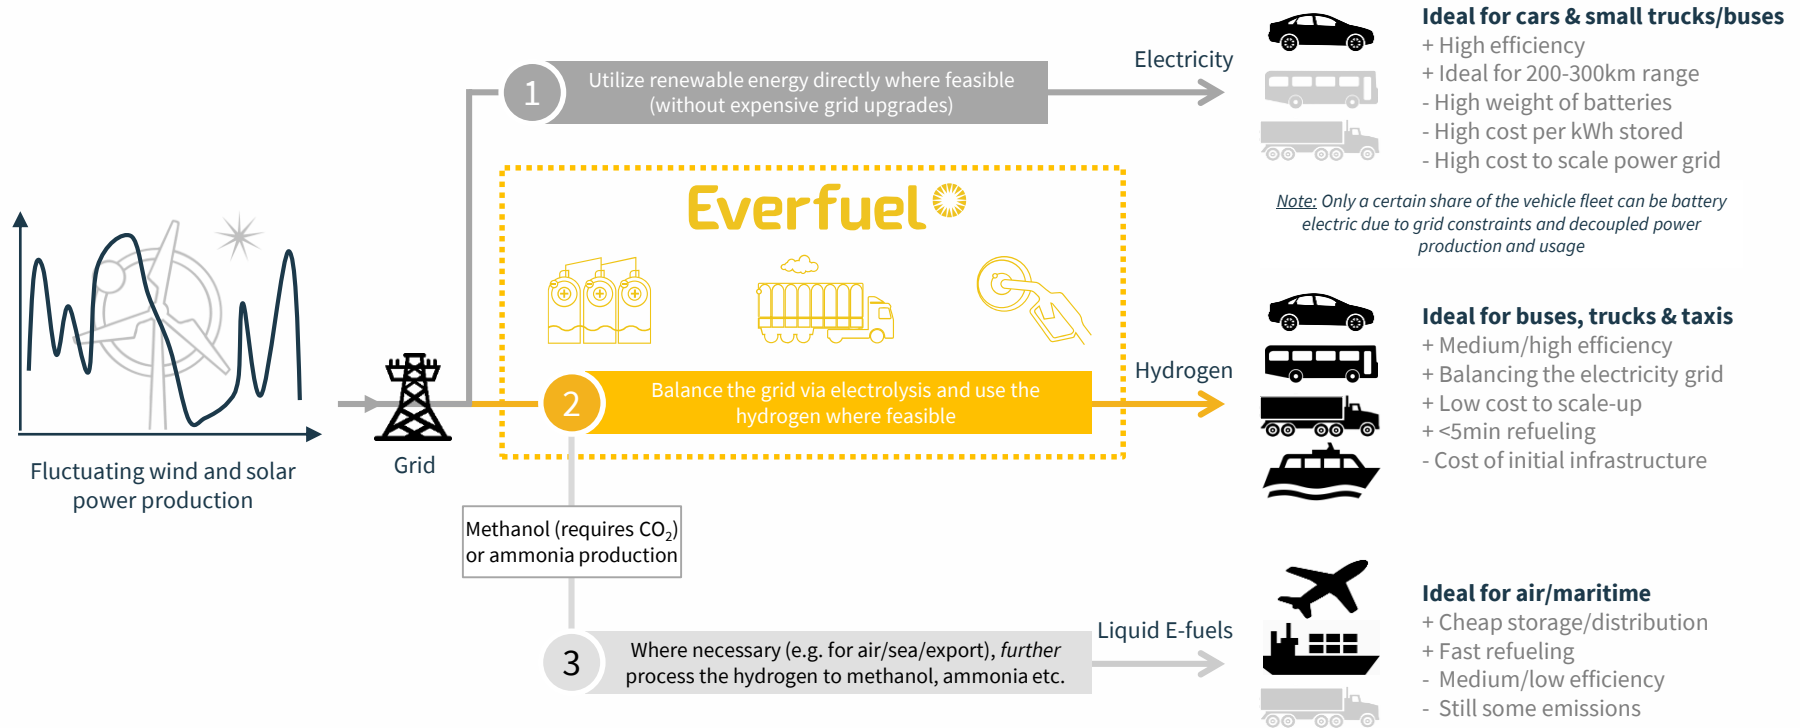 Fluctuating wind and solar
power production
Grid
1
Utilize renewable energy directly where feasible
(without expensive grid upgrades)
Electricity
Ideal for cars & small trucks/buses
+ High efficiency
+ Ideal for 200-300km range
- High weight of batteries
- High cost per kWh stored
- High cost to scale power grid
Note: Only a certain share of the vehicle fleet can be battery
electric due to grid constraints and decoupled power
production and usage
Everfuel
2
Balance the grid via electrolysis and use the
hydrogen where feasible
Hydrogen
Ideal for buses, trucks & taxis
+ Medium/high efficiency
+ Balancing the electricity grid
+ Low cost to scale-up
+ <5min refueling
- Cost of initial infrastructure
Methanol (requires CO₂)
or ammonia production
3
Where necessary (e.g. for air/sea/export), further
process the hydrogen to methanol, ammonia etc.
Liquid E-fuels
Ideal for air/maritime
+ Cheap storage/distribution
+ Fast refueling
- Medium/low efficiency
- Still some emissions